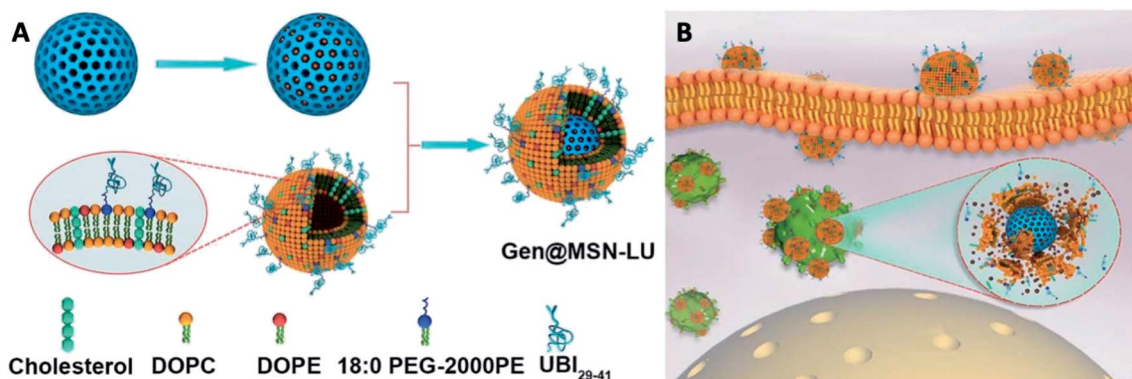 A
B
Gen@MSN-LU
Cholesterol DOPC DOPE 18:0 PEG-2000PE UBI29-41